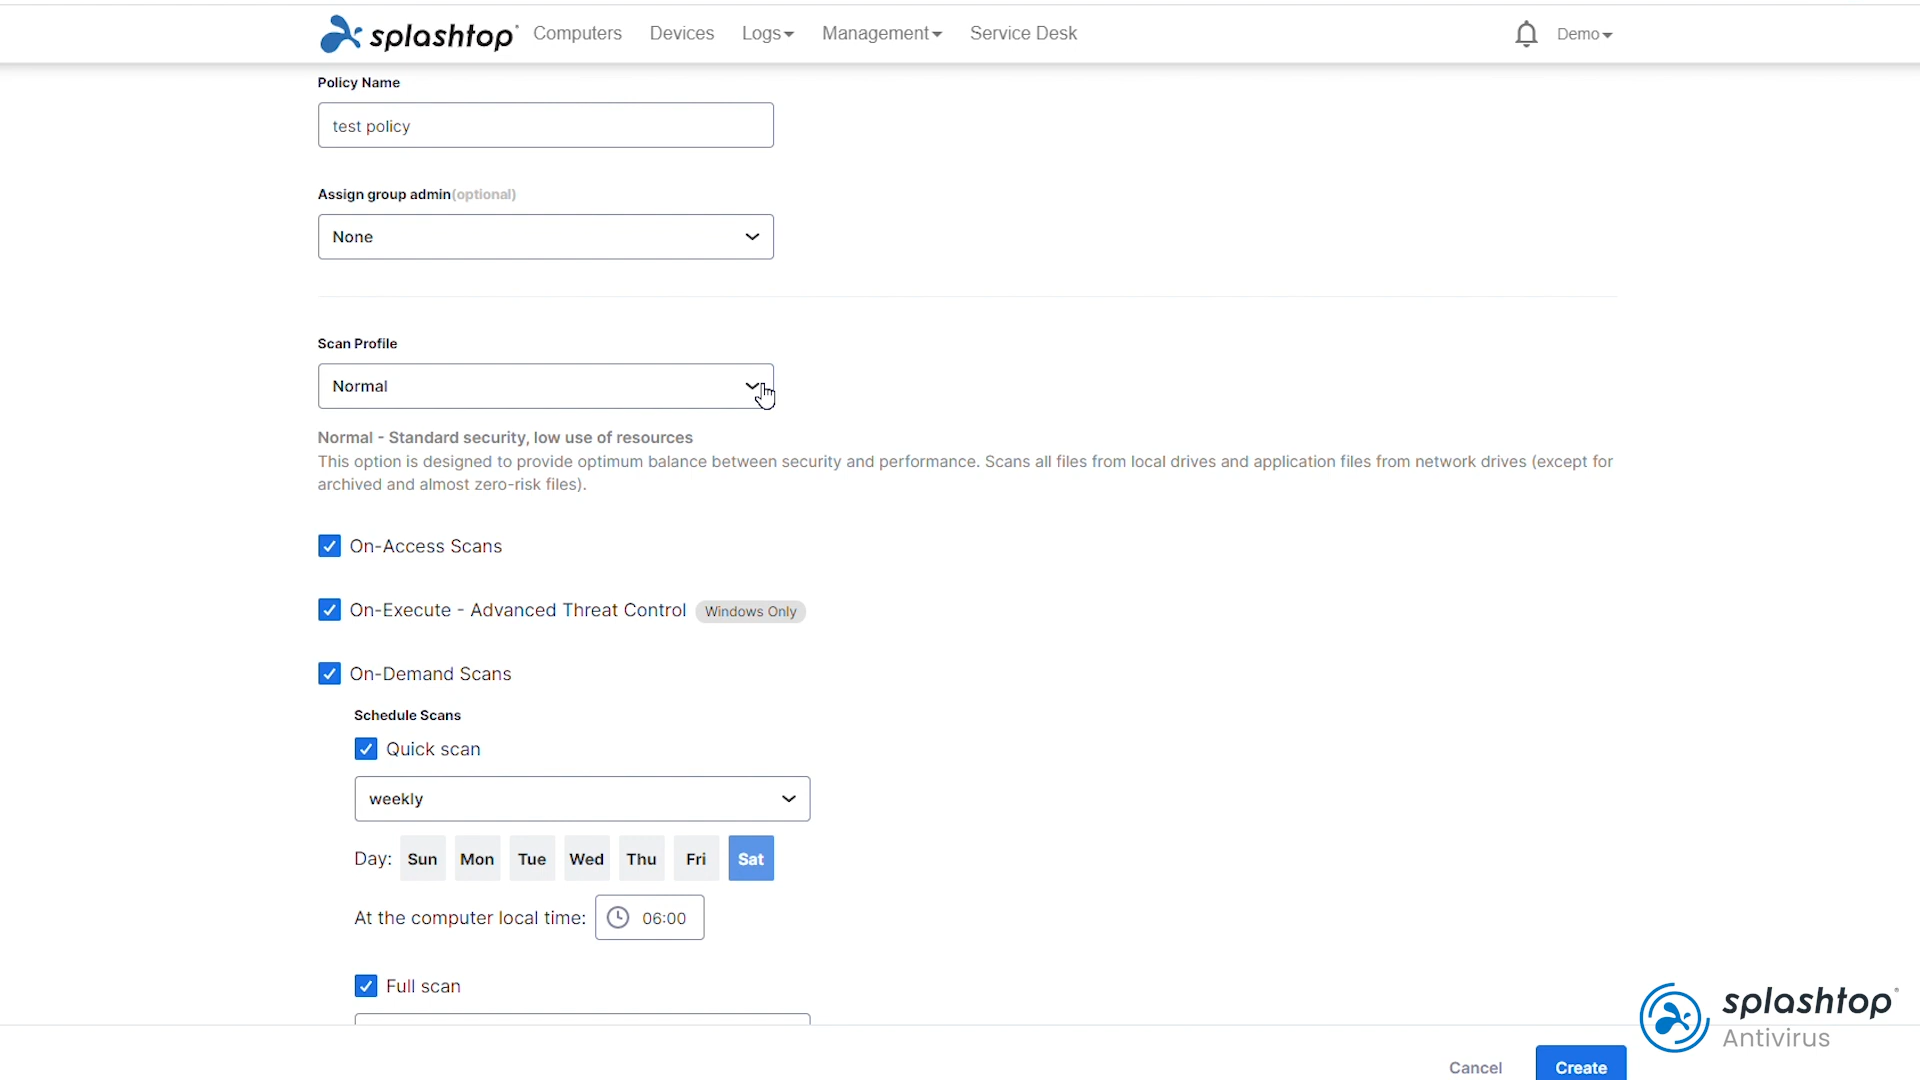 splashtop
Computers Devices Logs Management Service Desk Demo
Policy Name
test policy
Assign group admin(optional)
None
Scan Profile
Normal
Normal - Standard security, low use of resources
This option is designed to provide optimum balance between security and performance. Scans all files from local drives and application files from network drives (except for
archived and almost zero-risk files).
On-Access Scans
On-Execute - Advanced Threat Control Windows Only
On-Demand Scans
Schedule Scans
Quick scan
weekly
Day: Sun Mon Tue Wed Thu Fri Sat
At the computer local time: 06:00
Full scan
splashtop
Antivirus
Cancel Create